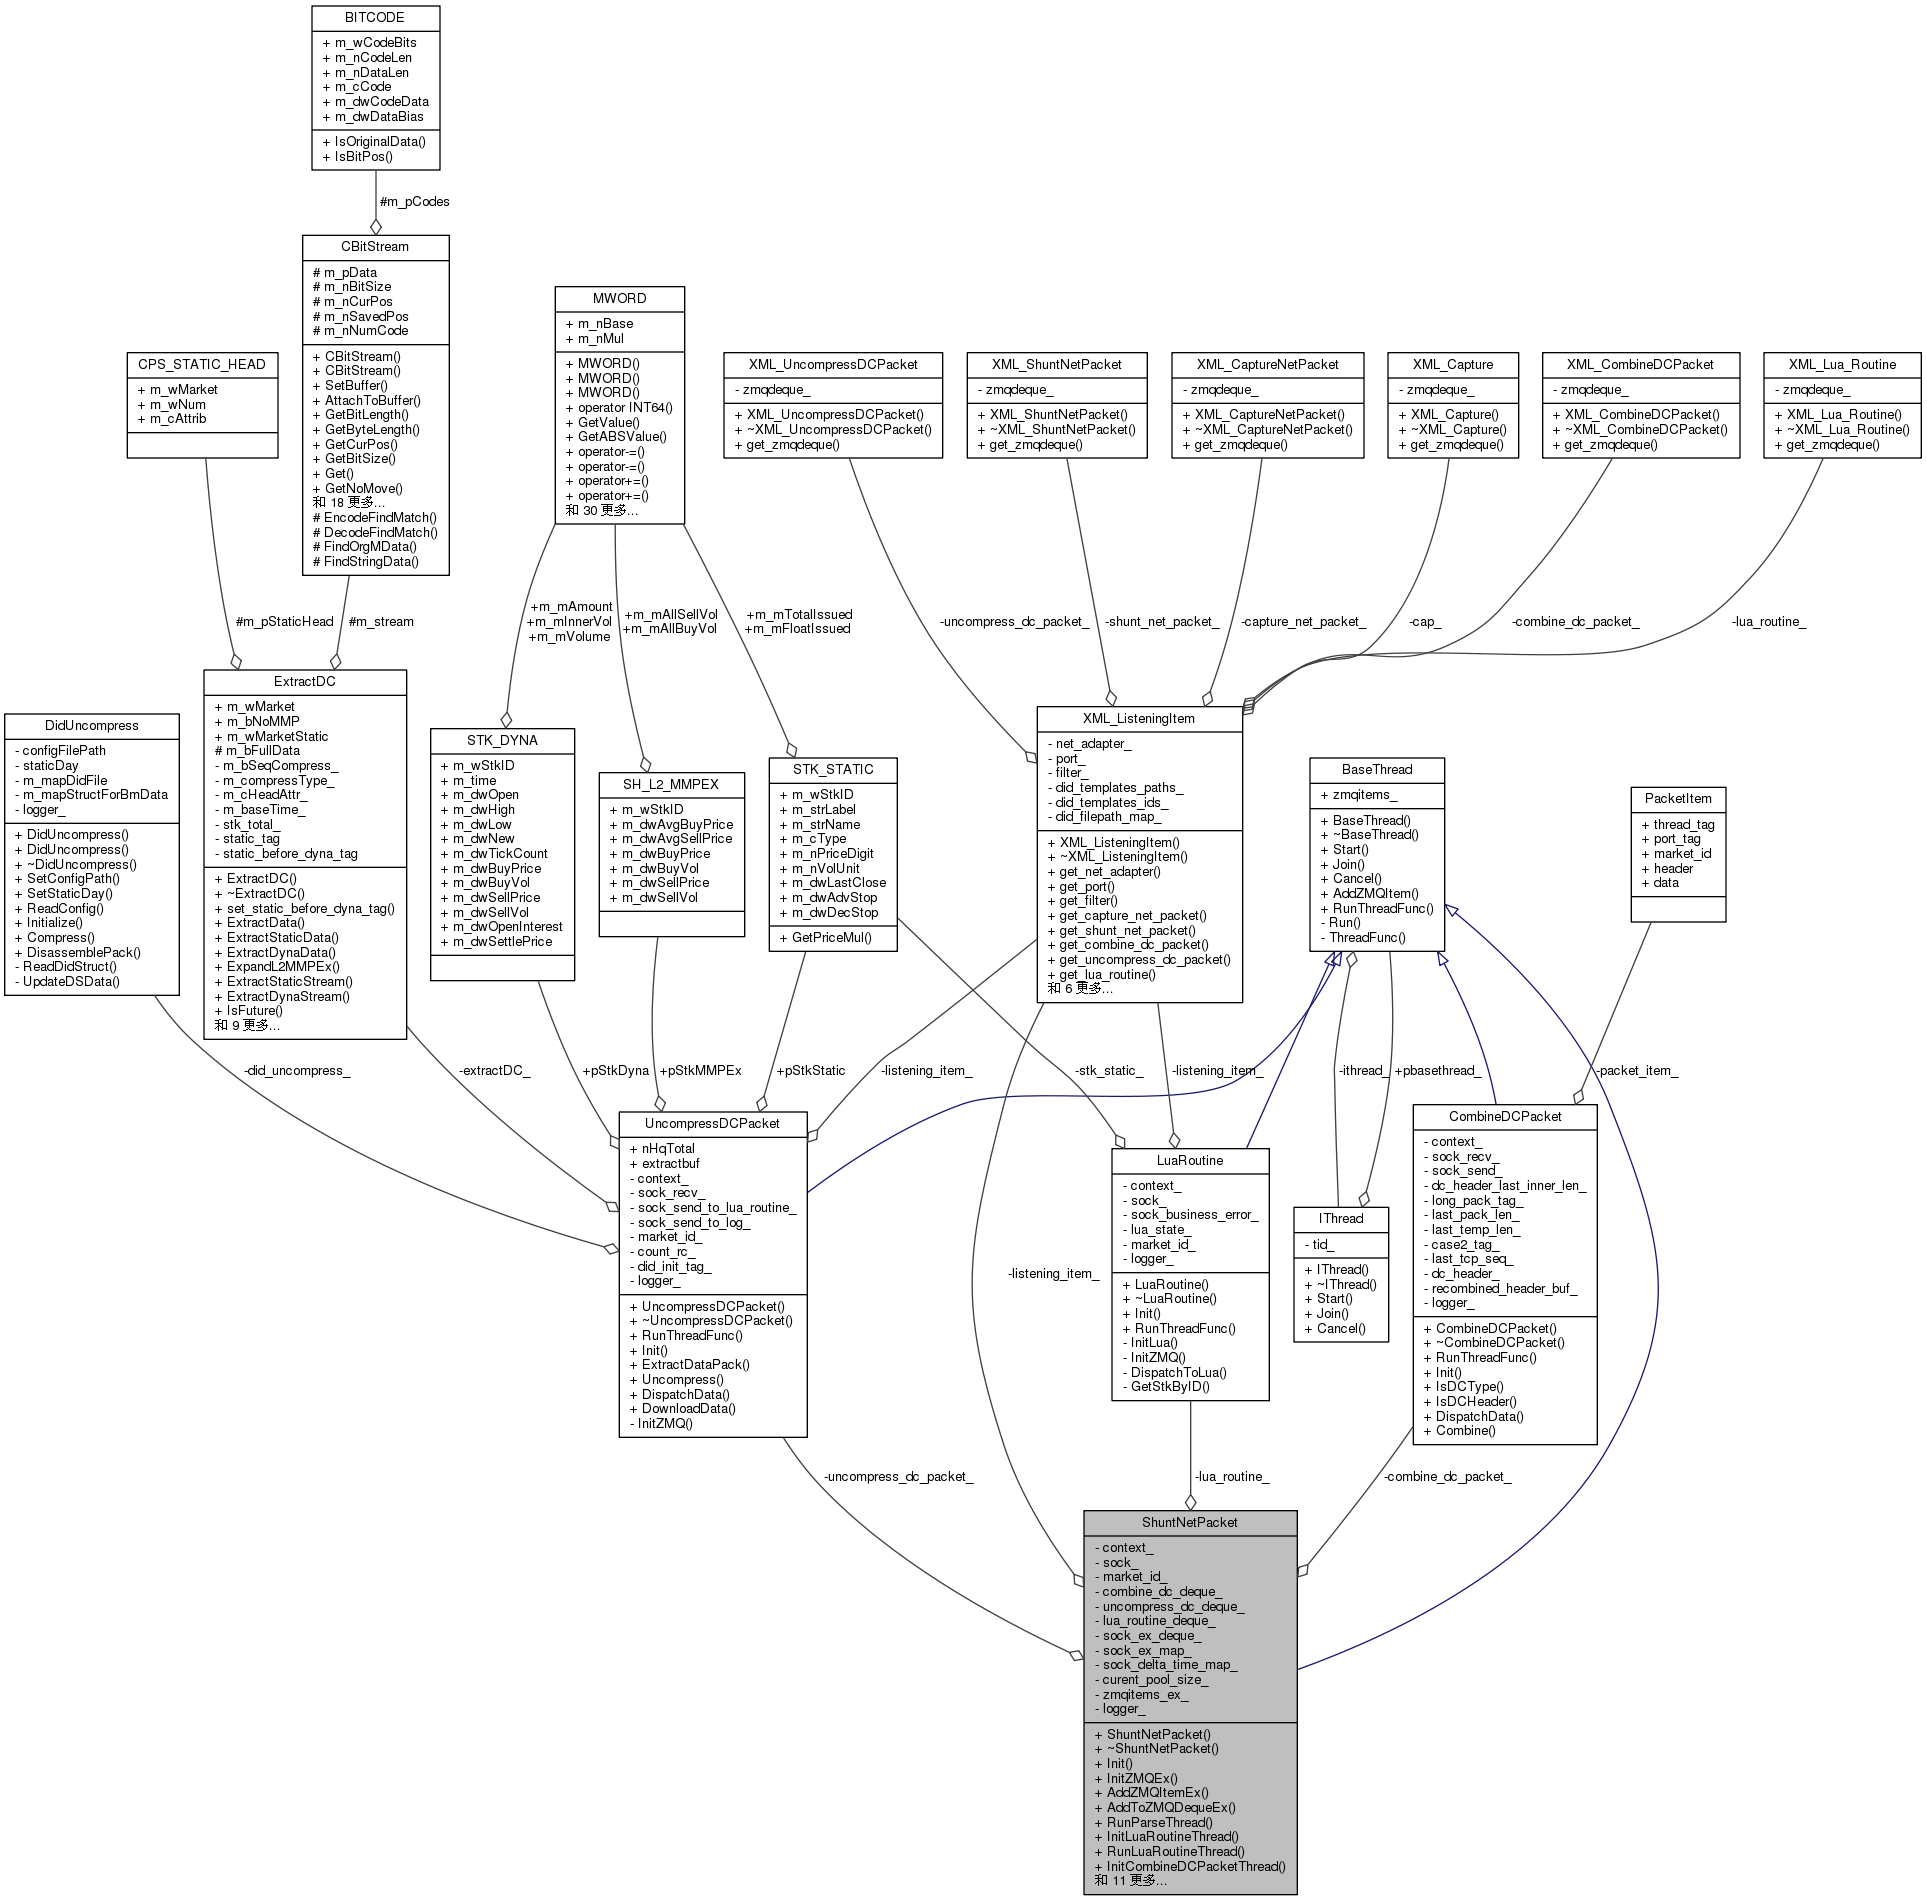 BITCODE
+ m_wCodeBits
+ m_nCodeLen
+ m_nDataLen
+ m_cCode
+ m_dwCodeData
+ m_dwDataBias
+ IsOriginalData()
+ IsBitPos()
#m_pCodes
CBitStream
# m_pData
# m_nBitSize
# m_nCurPos
# m_nSavedPos
# m_nNumCode
+ CBitStream()
+ CBitStream()
+ SetBuffer()
+ AttachToBuffer()
+ GetBitLength()
+ GetByteLength()
+ GetCurPos()
+ GetBitSize()
+ Get()
+ GetNoMove()
和 18 更多...
# EncodeFindMatch()
# DecodeFindMatch()
# FindOrgMData()
# FindStringData()
CPS_STATIC_HEAD
+ m_wMarket
+ m_wNum
+ m_cAttrib
MWORD
+ m_nBase
+ m_nMul
+ MWORD()
+ MWORD()
+ MWORD()
+ operator INT64()
+ GetValue()
+ GetABSValue()
+ operator-=()
+ operator-=()
+ operator+=()
+ operator+=()
和 30 更多...
XML_UncompressDCPacket
- zmqdeque_
+ XML_UncompressDCPacket()
+ ~XML_UncompressDCPacket()
+ get_zmqdeque()
XML_ShuntNetPacket
- zmqdeque_
+ XML_ShuntNetPacket()
+ ~XML_ShuntNetPacket()
+ get_zmqdeque()
XML_CaptureNetPacket
- zmqdeque_
+ XML_CaptureNetPacket()
+ ~XML_CaptureNetPacket()
+ get_zmqdeque()
XML_Capture
- zmqdeque_
+ XML_Capture()
+ ~XML_Capture()
+ get_zmqdeque()
XML_CombineDCPacket
- zmqdeque_
+ XML_CombineDCPacket()
+ ~XML_CombineDCPacket()
+ get_zmqdeque()
XML_Lua_Routine
- zmqdeque_
+ XML_Lua_Routine()
+ ~XML_Lua_Routine()
+ get_zmqdeque()
#m_pStaticHead
#m_stream
+m_mAmount
+m_mInnerVol
+m_mVolume
+m_mAllSellVol
+m_mAllBuyVol
+m_mTotalIssued
+m_mFloatIssued
-uncompress_dc_packet_
-shunt_net_packet_
-capture_net_packet_
-cap_
-combine_dc_packet_
-lua_routine_
DidUncompress
- configFilePath
- staticDay
- m_mapDidFile
- m_mapStructForBmData
- logger_
+ DidUncompress()
+ DidUncompress()
+ ~DidUncompress()
+ SetConfigPath()
+ SetStaticDay()
+ ReadConfig()
+ Initialize()
+ Compress()
+ DisassemblePack()
- ReadDidStruct()
- UpdateDSData()
ExtractDC
+ m_wMarket
+ m_bNoMMP
+ m_wMarketStatic
# m_bFullData
- m_bSeqCompress_
- m_compressType_
- m_cHeadAttr_
- m_baseTime_
- stk_total_
- static_tag
- static_before_dyna_tag
+ ExtractDC()
+ ~ExtractDC()
+ set_static_before_dyna_tag()
+ ExtractData()
+ ExtractStaticData()
+ ExtractDynaData()
+ ExpandL2MMPEx()
+ ExtractStaticStream()
+ ExtractDynaStream()
+ IsFuture()
和 9 更多...
STK_DYNA
+ m_wStkID
+ m_time
+ m_dwOpen
+ m_dwHigh
+ m_dwLow
+ m_dwNew
+ m_dwTickCount
+ m_dwBuyPrice
+ m_dwBuyVol
+ m_dwSellPrice
+ m_dwSellVol
+ m_dwOpenInterest
+ m_dwSettlePrice
SH_L2_MMPEX
+ m_wStkID
+ m_dwAvgBuyPrice
+ m_dwAvgSellPrice
+ m_dwBuyPrice
+ m_dwBuyVol
+ m_dwSellPrice
+ m_dwSellVol
STK_STATIC
+ m_wStkID
+ m_strLabel
+ m_strName
+ m_cType
+ m_nPriceDigit
+ m_nVolUnit
+ m_dwLastClose
+ m_dwAdvStop
+ m_dwDecStop
+ GetPriceMul()
XML_ListeningItem
- net_adapter_
- port_
- filter_
- did_templates_paths_
- did_templates_ids_
- did_filepath_map_
+ XML_ListeningItem()
+ ~XML_ListeningItem()
+ get_net_adapter()
+ get_port()
+ get_filter()
+ get_capture_net_packet()
+ get_shunt_net_packet()
+ get_combine_dc_packet()
+ get_uncompress_dc_packet()
+ get_lua_routine()
和 6 更多...
BaseThread
+ zmqitems_
+ BaseThread()
+ ~BaseThread()
+ Start()
+ Join()
+ Cancel()
+ AddZMQItem()
+ RunThreadFunc()
- Run()
- ThreadFunc()
PacketItem
+ thread_tag
+ port_tag
+ market_id
+ header
+ data
-did_uncompress_
-extractDC_
+pStkDyna
+pStkMMPEx
+pStkStatic
-listening_item_
-stk_static_
-listening_item_
-ithread_
+pbasethread_
-packet_item_
UncompressDCPacket
+ nHqTotal
+ extractbuf
- context_
- sock_recv_
- sock_send_to_lua_routine_
- sock_send_to_log_
- market_id_
- count_rc_
- did_init_tag_
- logger_
+ UncompressDCPacket()
+ ~UncompressDCPacket()
+ RunThreadFunc()
+ Init()
+ ExtractDataPack()
+ Uncompress()
+ DispatchData()
+ DownloadData()
- InitZMQ()
-listening_item_
LuaRoutine
- context_
- sock_
- sock_business_error_
- lua_state_
- market_id_
- logger_
+ LuaRoutine()
+ ~LuaRoutine()
+ Init()
+ RunThreadFunc()
- InitLua()
- InitZMQ()
- DispatchToLua()
- GetStkByID()
IThread
- tid_
+ IThread()
+ ~IThread()
+ Start()
+ Join()
+ Cancel()
CombineDCPacket
- context_
- sock_recv_
- sock_send_
- dc_header_last_inner_len_
- long_pack_tag_
- last_pack_len_
- last_temp_len_
- case2_tag_
- last_tcp_seq_
- dc_header_
- recombined_header_buf_
- logger_
+ CombineDCPacket()
+ ~CombineDCPacket()
+ RunThreadFunc()
+ Init()
+ IsDCType()
+ IsDCHeader()
+ DispatchData()
+ Combine()
-uncompress_dc_packet_
-lua_routine_
-combine_dc_packet_
ShuntNetPacket
- context_
- sock_
- market_id_
- combine_dc_deque_
- uncompress_dc_deque_
- lua_routine_deque_
- sock_ex_deque_
- sock_ex_map_
- sock_delta_time_map_
- curent_pool_size_
- zmqitems_ex_
- logger_
+ ShuntNetPacket()
+ ~ShuntNetPacket()
+ Init()
+ InitZMQEx()
+ AddZMQItemEx()
+ AddToZMQDequeEx()
+ RunParseThread()
+ InitLuaRoutineThread()
+ RunLuaRoutineThread()
+ InitCombineDCPacketThread()
和 11 更多...